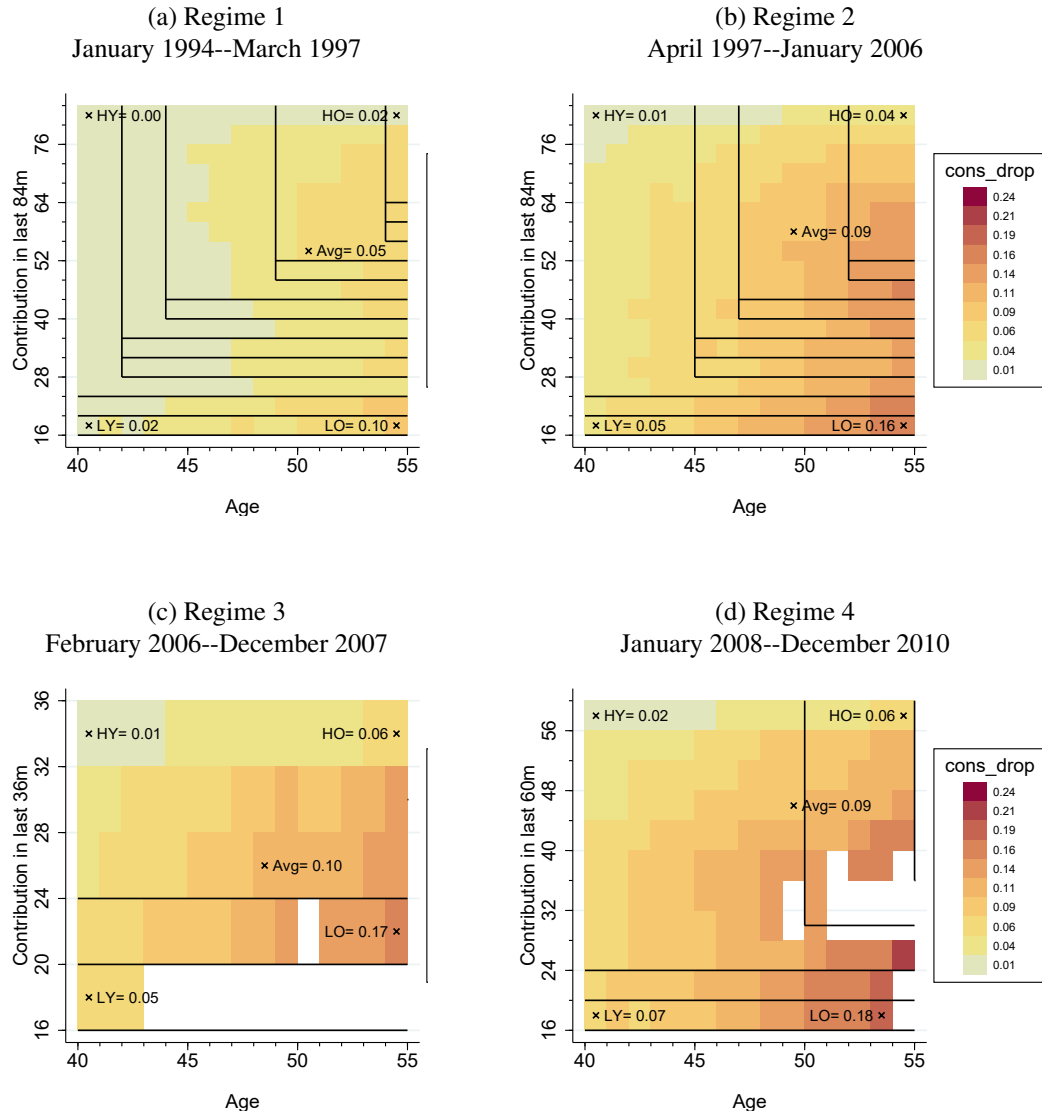 (a) Regime 1
January 1994--March 1997
Contribution in last 84m
76
64
52
40
28
16
× HY= 0.00
HO= 0.02 ×
× Avg= 0.05
× LY= 0.02
LO= 0.10 ×
40 45 50 55
Age
(b) Regime 2
April 1997--January 2006
Contribution in last 84m
76
64
52
40
28
16
× HY= 0.01
HO= 0.04 ×
× Avg= 0.09
× LY= 0.05
LO= 0.16 ×
40 45 50 55
Age
cons_drop
0.24
0.21
0.19
0.16
0.14
0.11
0.09
0.06
0.04
0.01
(c) Regime 3
February 2006--December 2007
Contribution in last 36m
36
32
28
24
20
16
× HY= 0.01
HO= 0.06 ×
× Avg= 0.10
LO= 0.17 ×
× LY= 0.05
40 45 50 55
Age
(d) Regime 4
January 2008--December 2010
Contribution in last 60m
56
48
40
32
24
16
× HY= 0.02
HO= 0.06 ×
× Avg= 0.09
× LY= 0.07
LO= 0.18 ×
40 45 50 55
Age
cons_drop
0.24
0.21
0.19
0.16
0.14
0.11
0.09
0.06
0.04
0.01